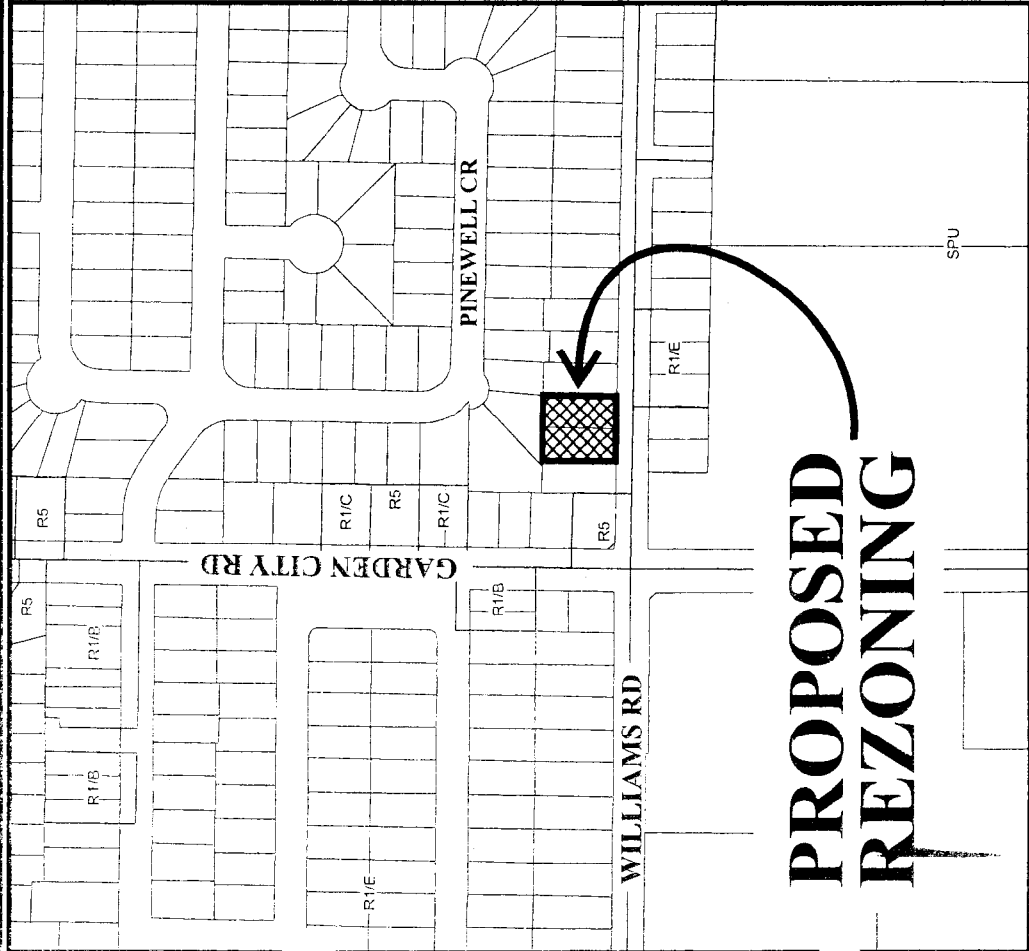 R5
R5
R1/B
R1/B
R1/C
R5
R1/C
PINEWELL CR
GARDEN CITY RD
R1/B
R5
R1/E
R1/E
WILLIAMS RD
SPU
PROPOSED
REZONING